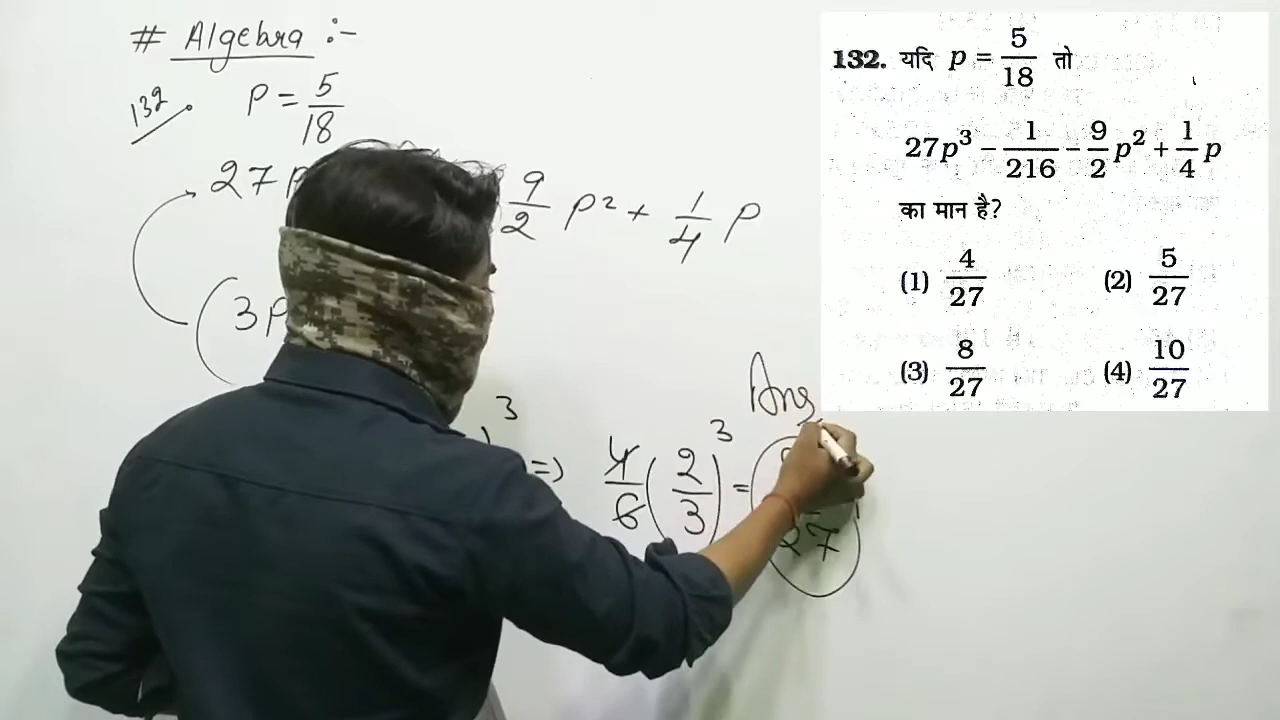 # Algebra :-
132. P = 5/18
27 P 9/2 P² + 1/4 P
(3P
)³ => 4/6 (2/3)³ = 27
Ans
132. यदि p = 5/18 तो
27p³ - 1/216 - 9/2 p² + 1/4 p
का मान है?
(1) 4/27 (2) 5/27
(3) 8/27 (4) 10/27